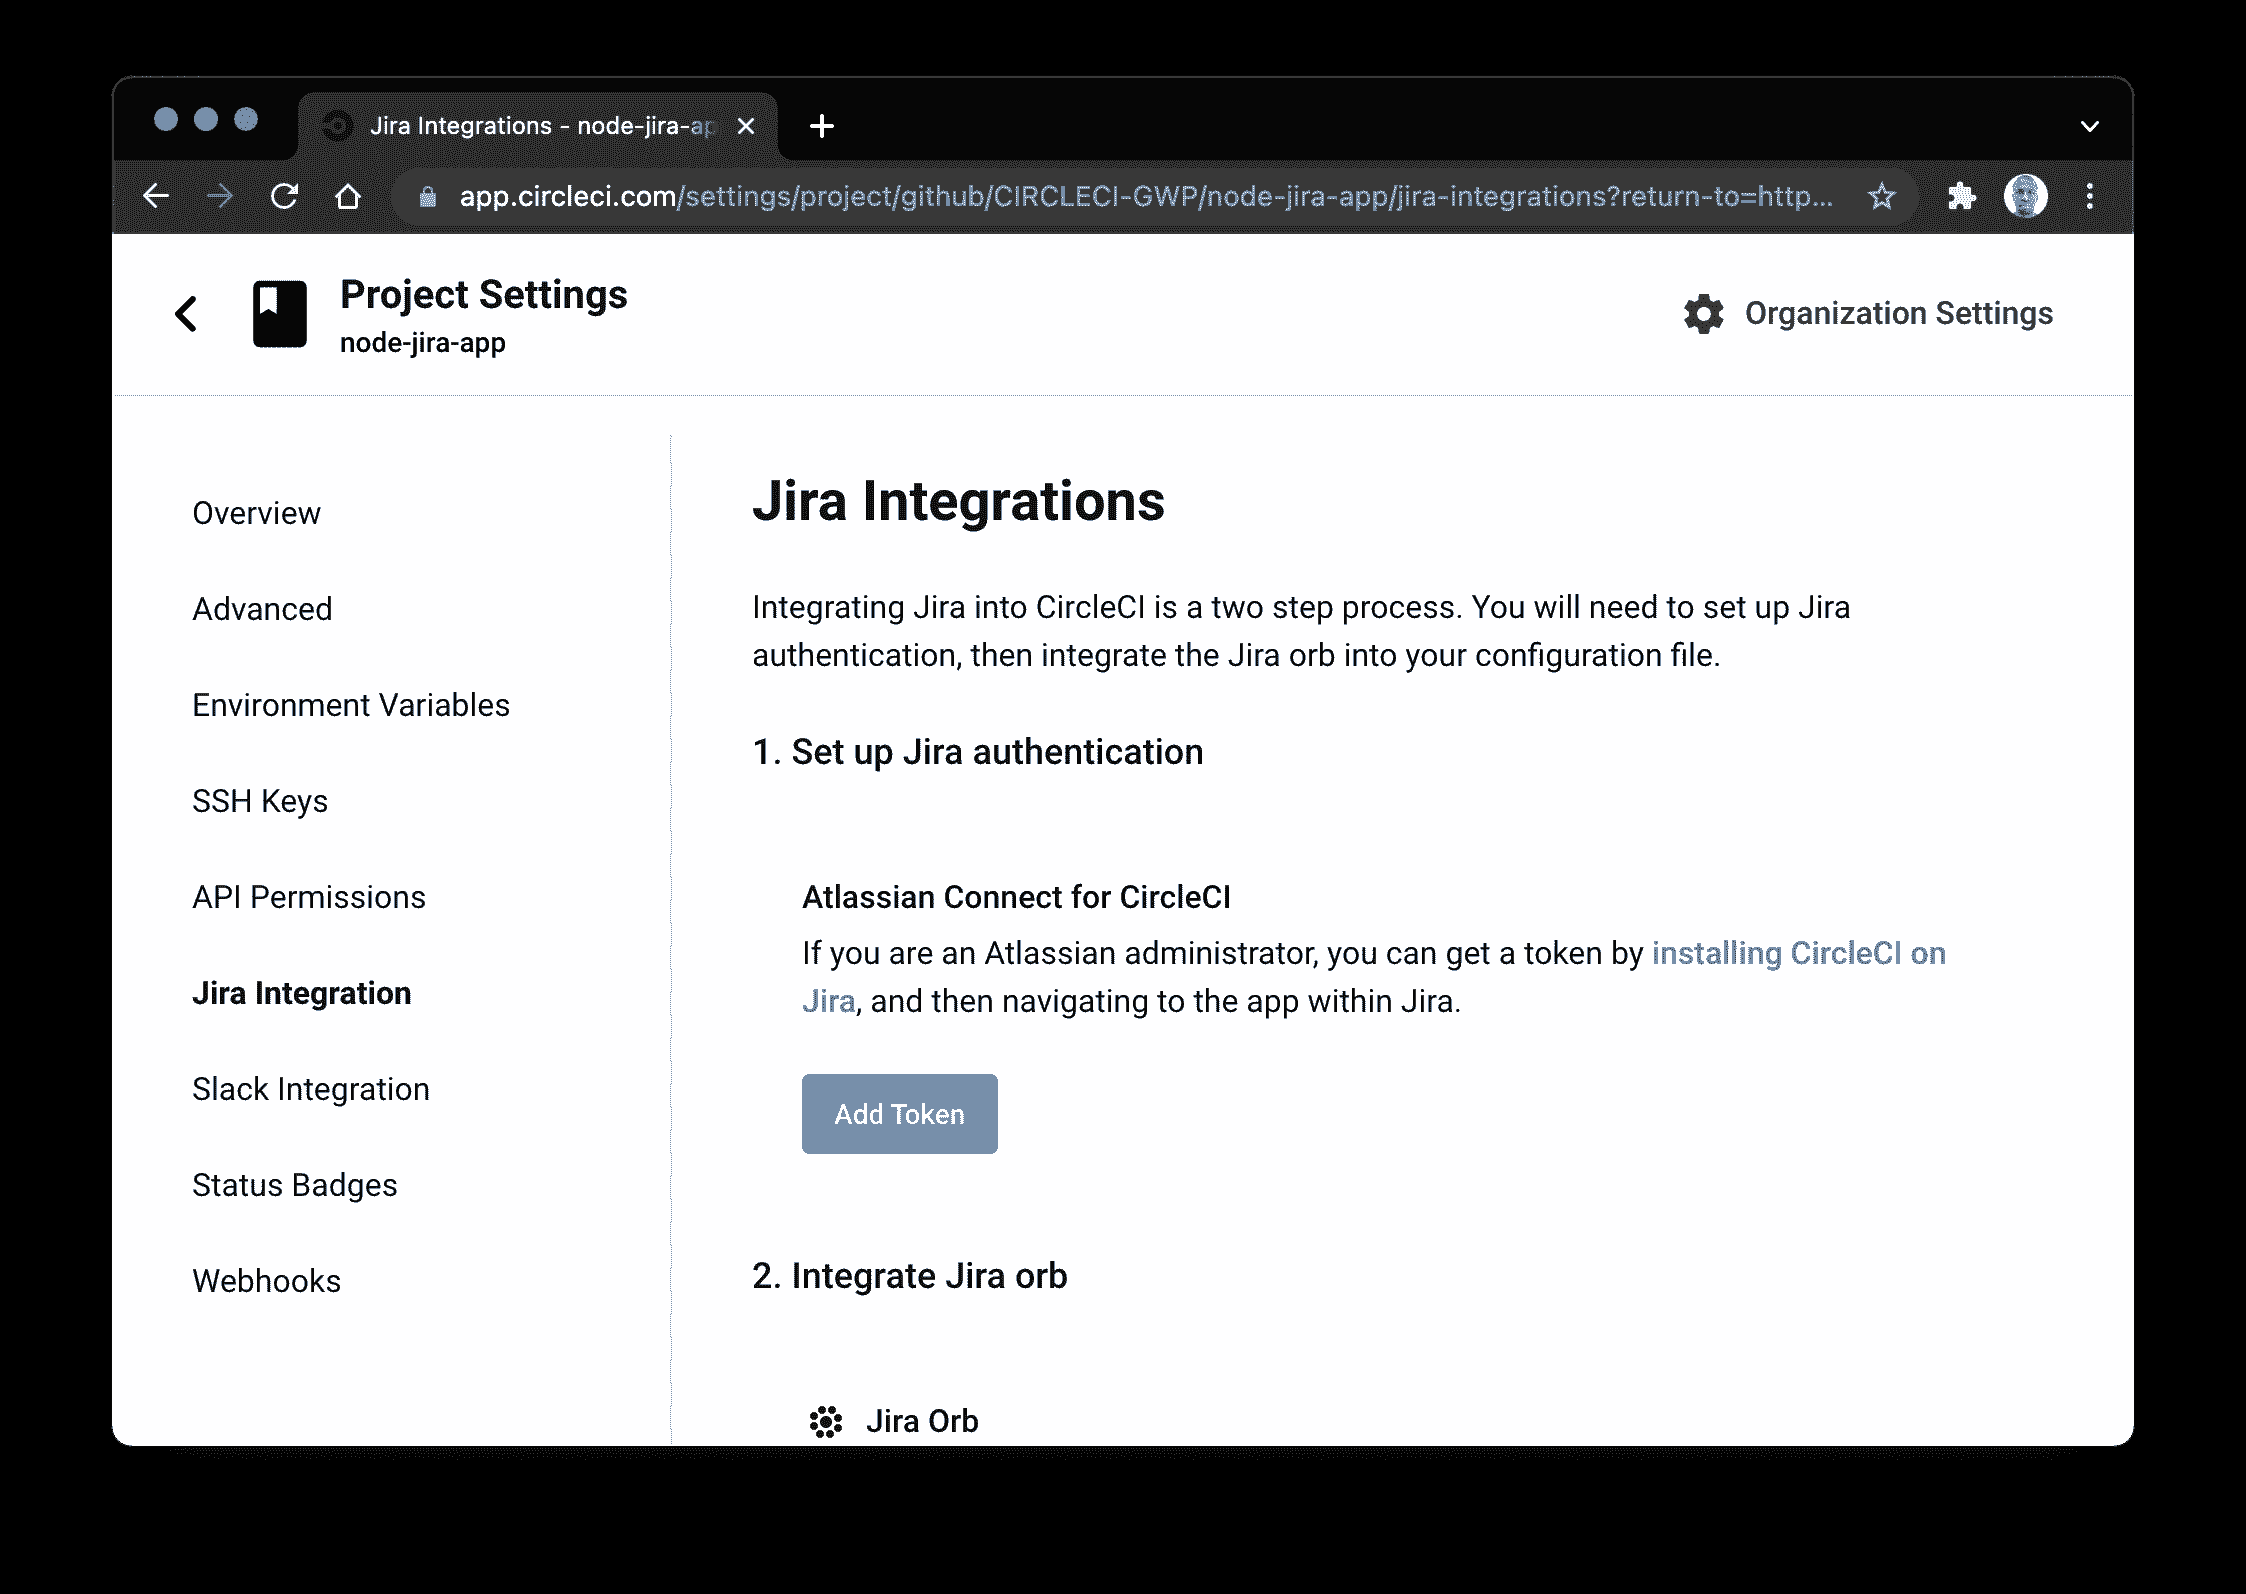 Jira Integrations - node-jira-ap
app.circleci.com/settings/project/github/CIRCLECI-GWP/node-jira-app/jira-integrations?return-to=http...
Project Settings
node-jira-app
Organization Settings
Overview
Advanced
Environment Variables
SSH Keys
API Permissions
Jira Integration
Slack Integration
Status Badges
Webhooks
Jira Integrations
Integrating Jira into CircleCI is a two step process. You will need to set up Jira
authentication, then integrate the Jira orb into your configuration file.
1. Set up Jira authentication
Atlassian Connect for CircleCI
If you are an Atlassian administrator, you can get a token by installing CircleCI on
Jira, and then navigating to the app within Jira.
Add Token
2. Integrate Jira orb
Jira Orb